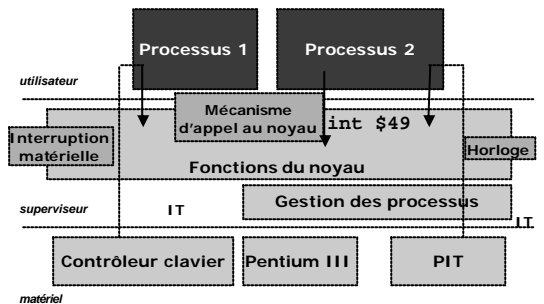 Processus 1
Processus 2
utilisateur
Mécanisme
d'appel au noyau
int $49
Interruption
matérielle
Horloge
Fonctions du noyau
Gestion des processus
superviseur
IT
IT
Contrôleur clavier
Pentium III
PIT
matériel